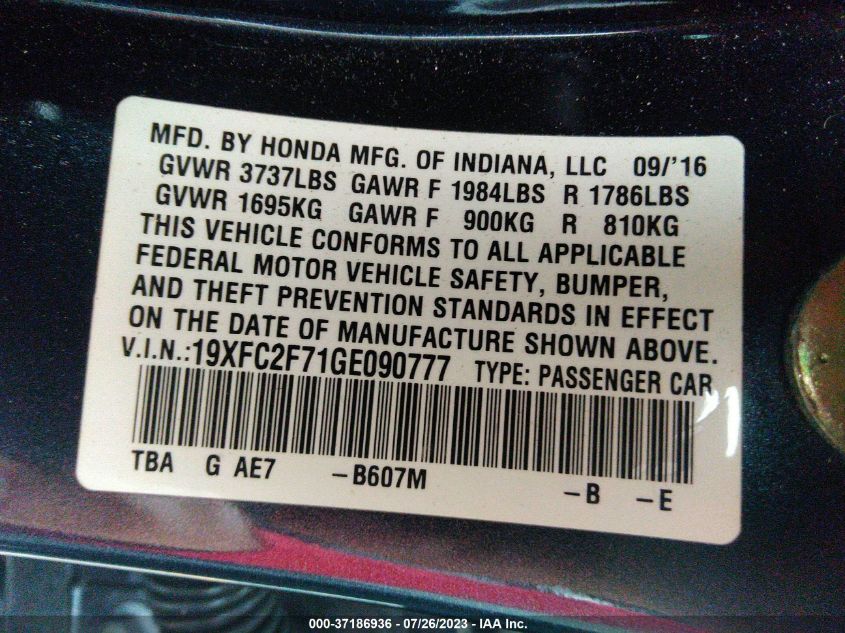 MFD. BY HONDA MFG. OF INDIANA, LLC 09/'16
GVWR 3737LBS GAWR F 1984LBS R 1786LBS
GVWR 1695KG GAWR F 900KG R 810KG
THIS VEHICLE CONFORMS TO ALL APPLICABLE
FEDERAL MOTOR VEHICLE SAFETY, BUMPER,
AND THEFT PREVENTION STANDARDS IN EFFECT
ON THE DATE OF MANUFACTURE SHOWN ABOVE.
V.I.N.:19XFC2F71GE090777 TYPE: PASSENGER CAR
TBA G AE7 –B607M –B –E
000-37186936 - 07/26/2023 - IAA Inc.